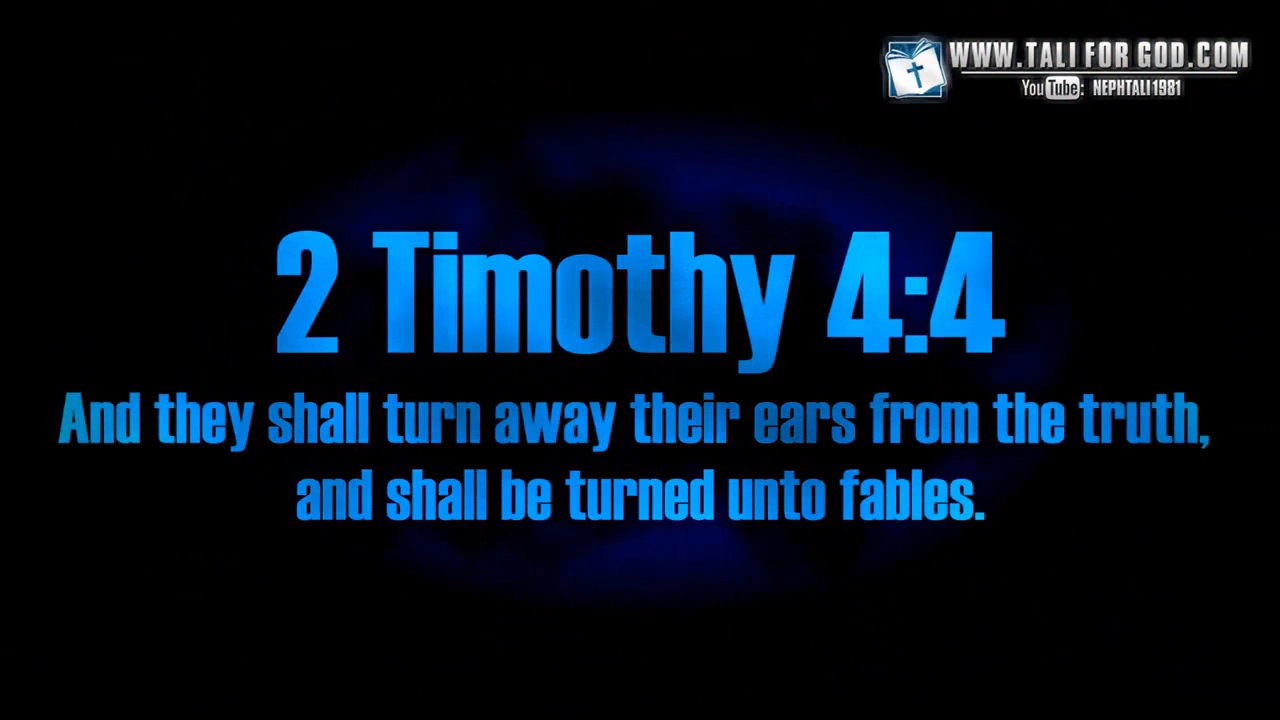 WWW.TALI FOR GOD.COM
YouTube: NEPHTALI1981
2 Timothy 4:4
And they shall turn away their ears from the truth,
and shall be turned unto fables.